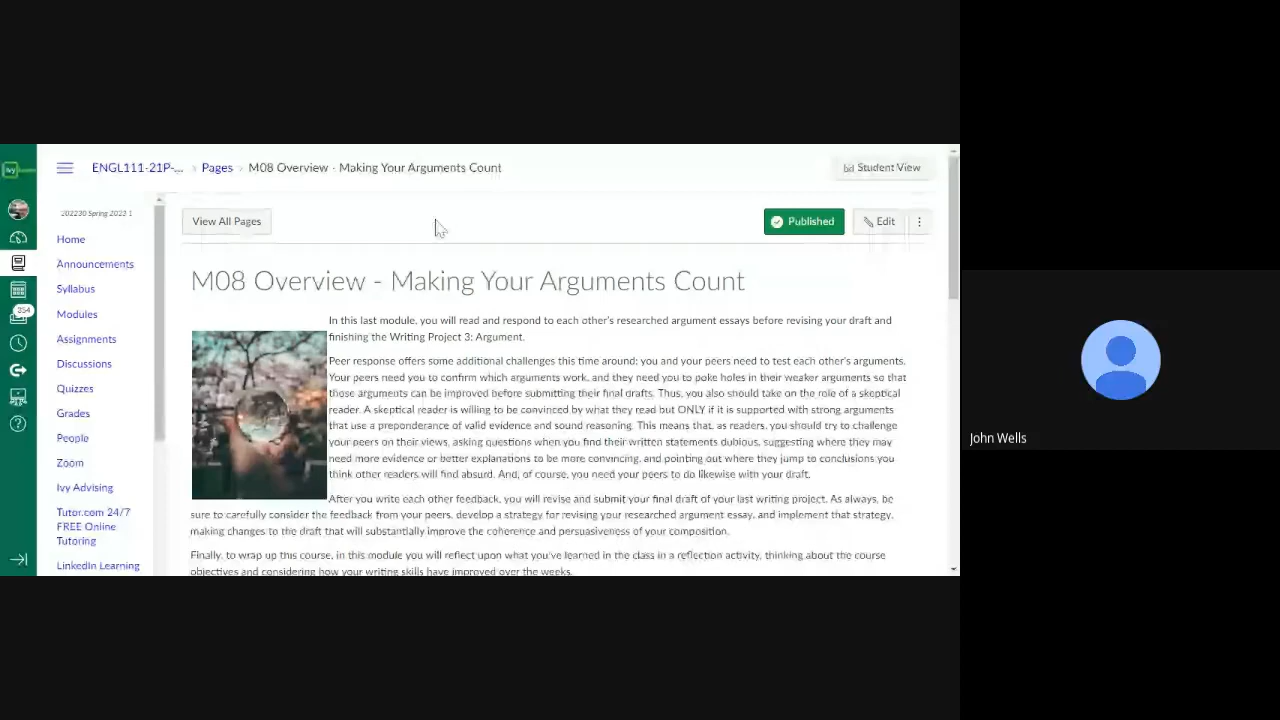 ivy
ENGL111-21P-... › Pages › M08 Overview - Making Your Arguments Count
Student View
202230 Spring 2023 1
Home
Announcements
Syllabus
Modules
Assignments
Discussions
Quizzes
Grades
People
Zoom
Ivy Advising
Tutor.com 24/7
FREE Online
Tutoring
LinkedIn Learning
354
View All Pages
Published
Edit
M08 Overview - Making Your Arguments Count
In this last module, you will read and respond to each other's researched argument essays before revising your draft and
finishing the Writing Project 3: Argument.
Peer response offers some additional challenges this time around; you and your peers need to test each other's arguments.
Your peers need you to confirm which arguments work, and they need you to poke holes in their weaker arguments so that
those arguments can be improved before submitting their final drafts. Thus, you also should take on the role of a skeptical
reader. A skeptical reader is willing to be convinced by what they read but ONLY if it is supported with strong arguments
that use a preponderance of valid evidence and sound reasoning. This means that, as readers, you should try to challenge
your peers on their views, asking questions when you find their written statements dubious, suggesting where they may
need more evidence or better explanations to be more convincing, and pointing out where they jump to conclusions you
think other readers will find absurd. And, of course, you need your peers to do likewise with your draft.
After you write each other feedback, you will revise and submit your final draft of your last writing project. As always, be
sure to carefully consider the feedback from your peers, develop a strategy for revising your researched argument essay, and implement that strategy,
making changes to the draft that will substantially improve the coherence and persuasiveness of your composition.
Finally, to wrap up this course, in this module you will reflect upon what you've learned in the class in a reflection activity, thinking about the course
objectives and considering how your writing skills have improved over the weeks.
John Wells